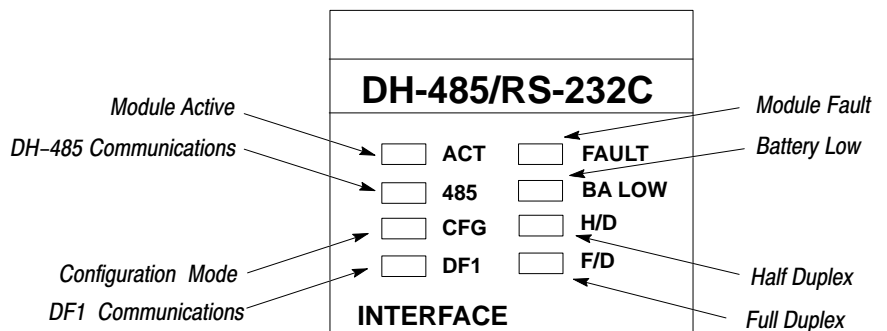 DH-485/RS-232C
Module Active
Module Fault
DH-485 Communications
Battery Low
ACT
FAULT
485
BA LOW
CFG
H/D
DF1
F/D
Configuration Mode
Half Duplex
DF1 Communications
Full Duplex
INTERFACE